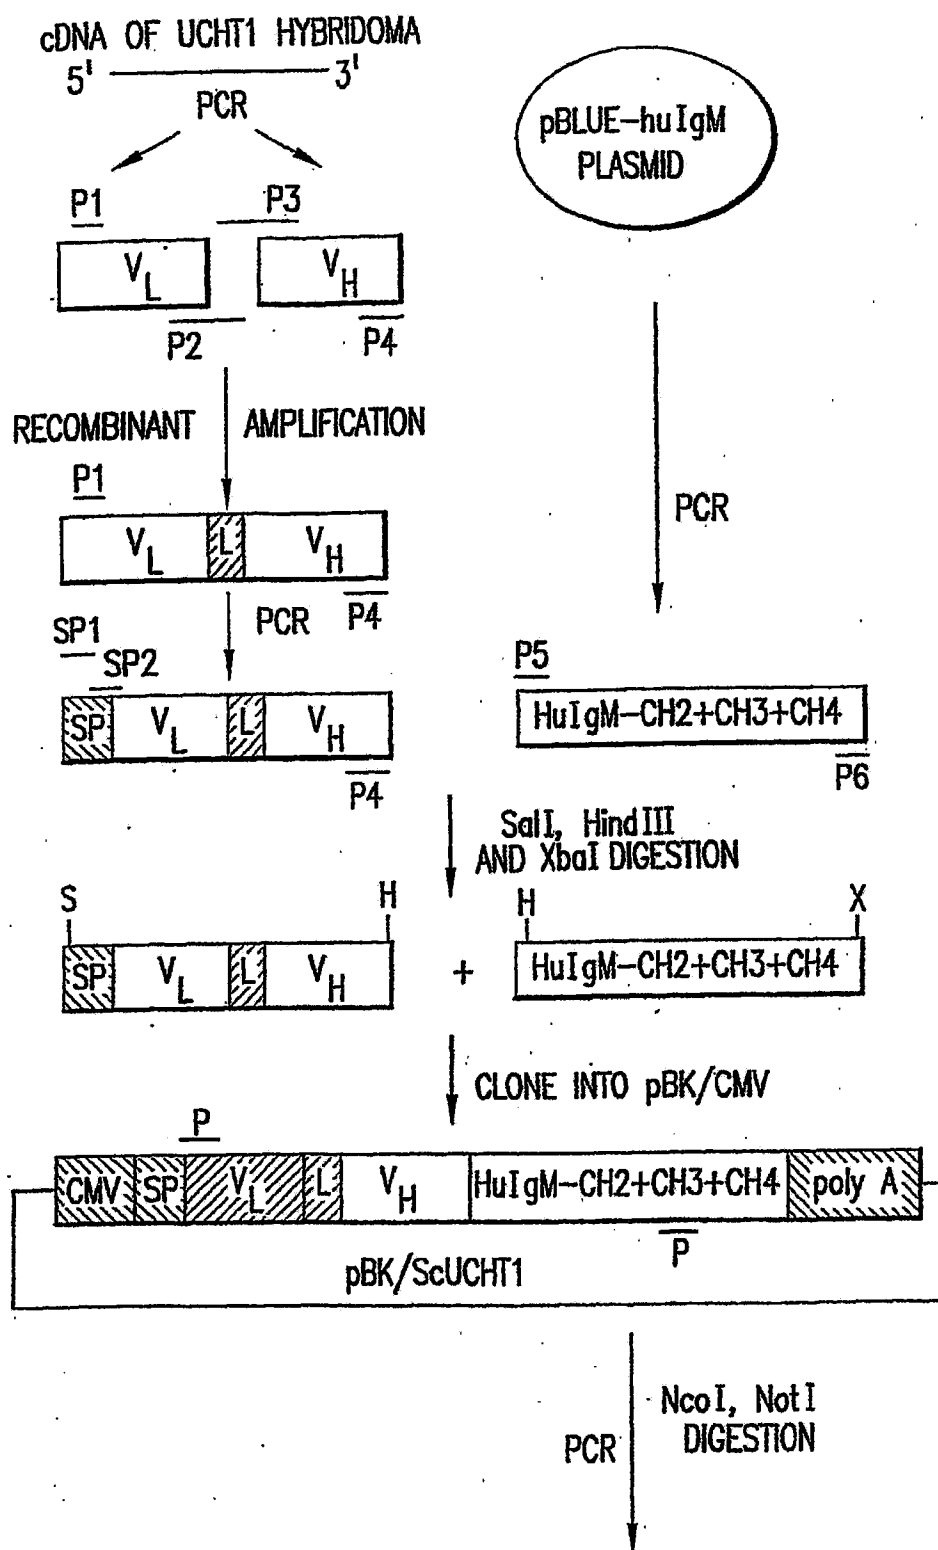 cDNA OF UCHT1 HYBRIDOMA
5' 3'
PCR
pBLUE-huIgM
PLASMID
P1 P3
VL VH
P2 P4
RECOMBINANT AMPLIFICATION
PCR
P1
VL L VH
PCR P4
SP1
SP2
P5
SP VL L VH
HuIgM-CH2+CH3+CH4
P4
P6
SalI, HindIII
AND XbaI DIGESTION
S H H X
SP VL L VH + HuIgM-CH2+CH3+CH4
CLONE INTO pBK/CMV
P
CMV SP VL L VH HuIgM-CH2+CH3+CH4 poly A
P
pBK/ScUCHT1
NcoI, NotI
DIGESTION
PCR